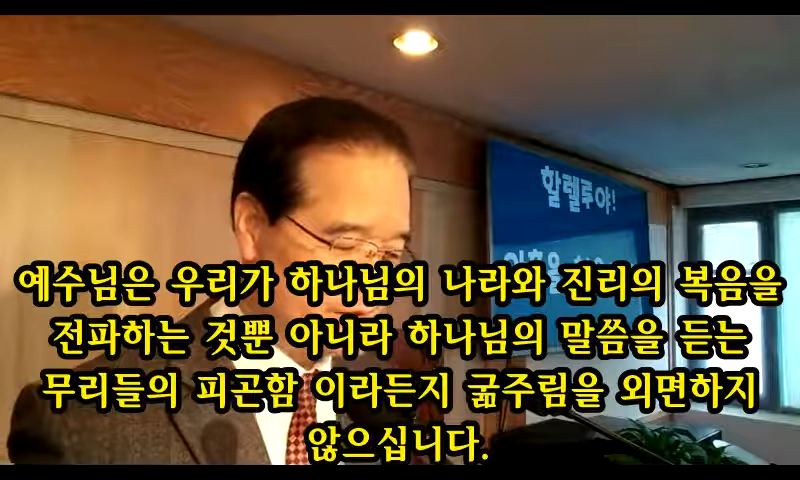 할렐루야!
예수님은 우리가 하나님의 나라와 진리의 복음을
전파하는 것뿐 아니라 하나님의 말씀을 듣는
무리들의 피곤함 이라든지 굶주림을 외면하지
않으십니다.